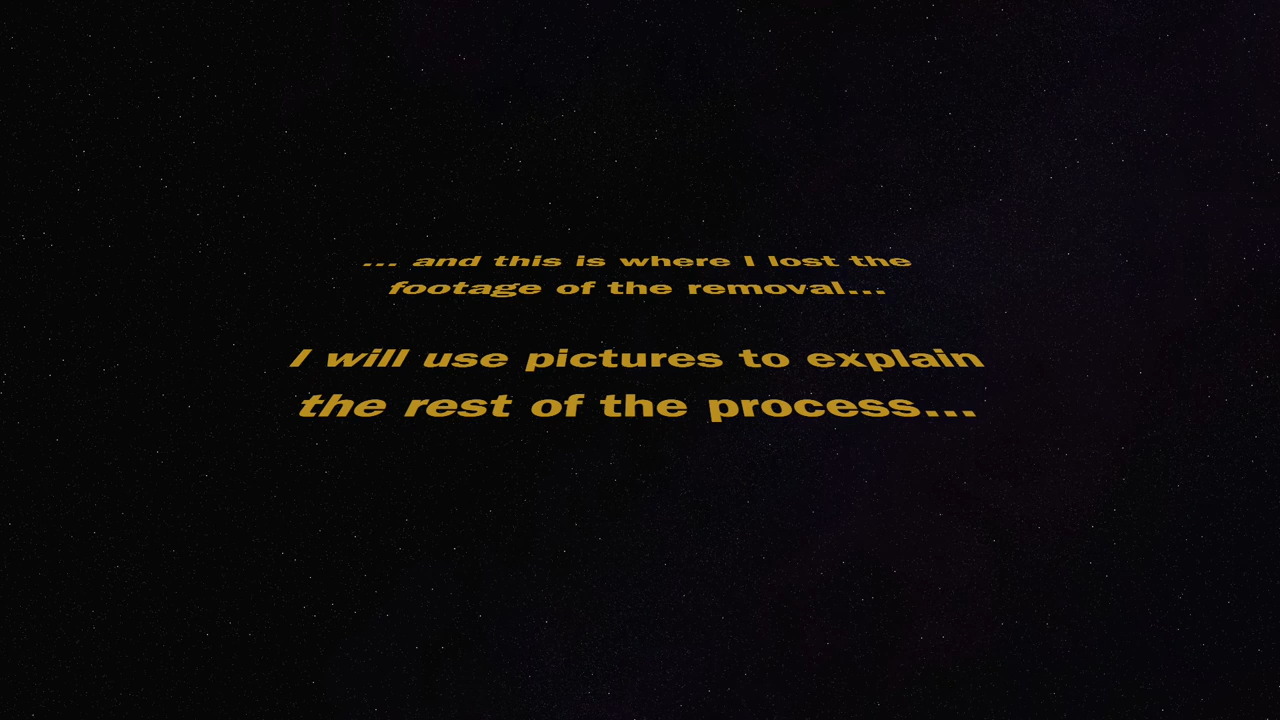 ... and this is where I lost the
footage of the removal...
I will use pictures to explain
the rest of the process...